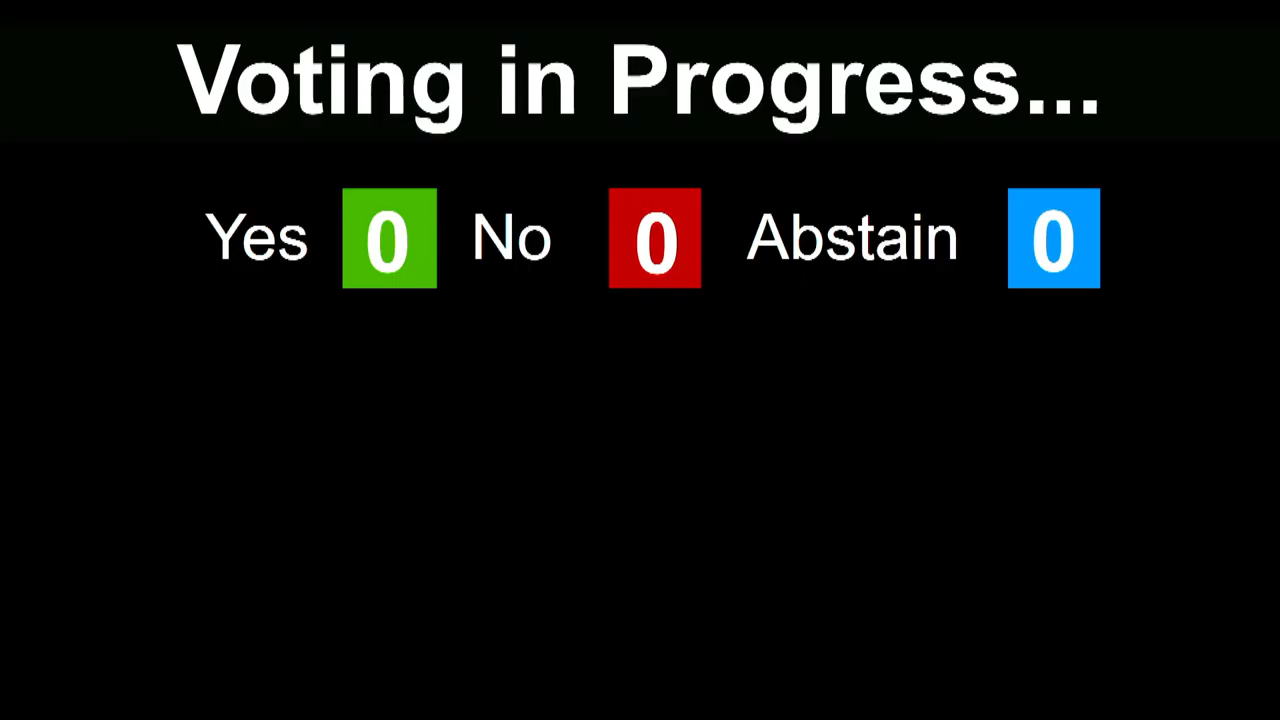 Voting in Progress...
Yes 0 No 0 Abstain 0